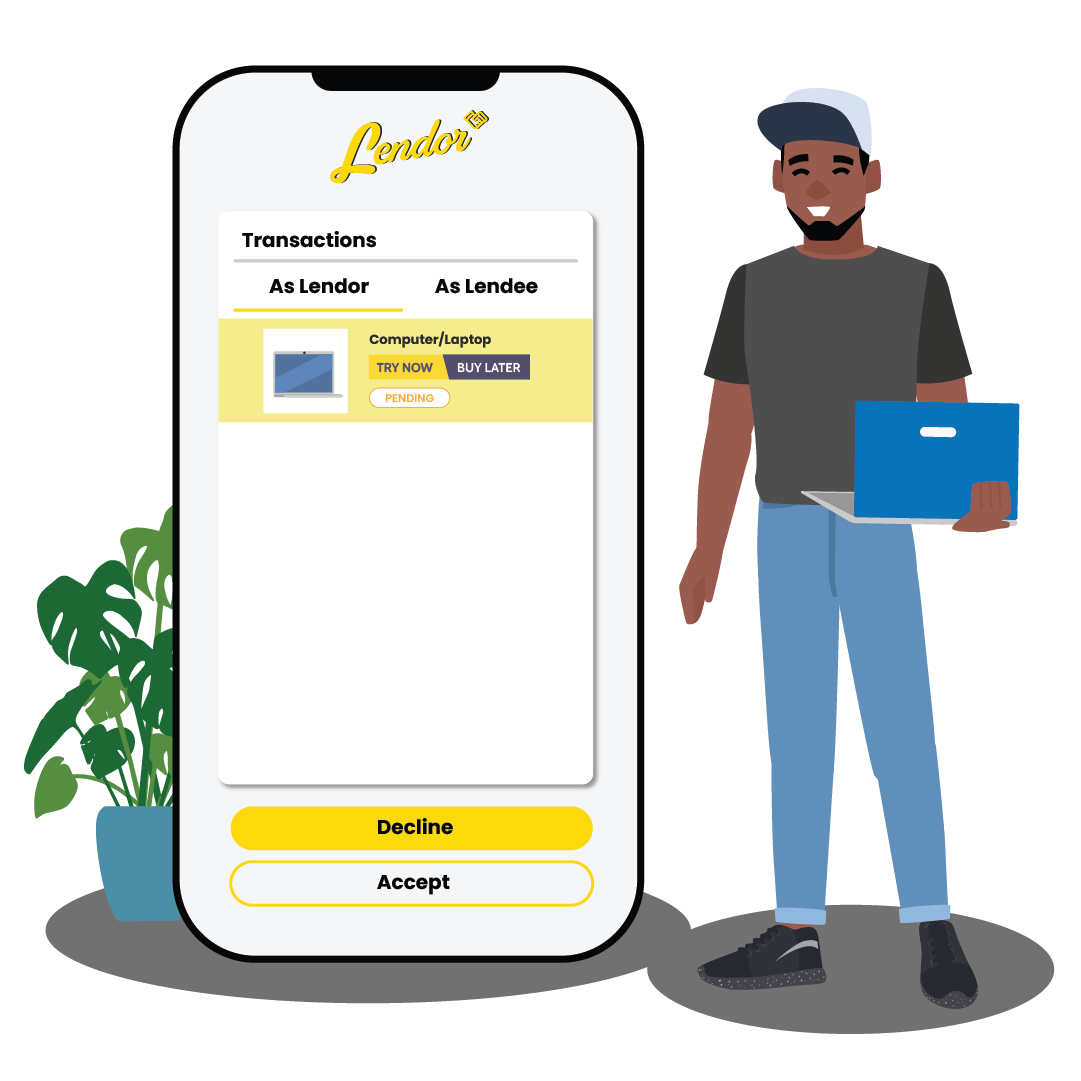 Lendor
Transactions
As Lendor As Lendee
Computer/Laptop
TRY NOW BUY LATER
PENDING
Decline
Accept